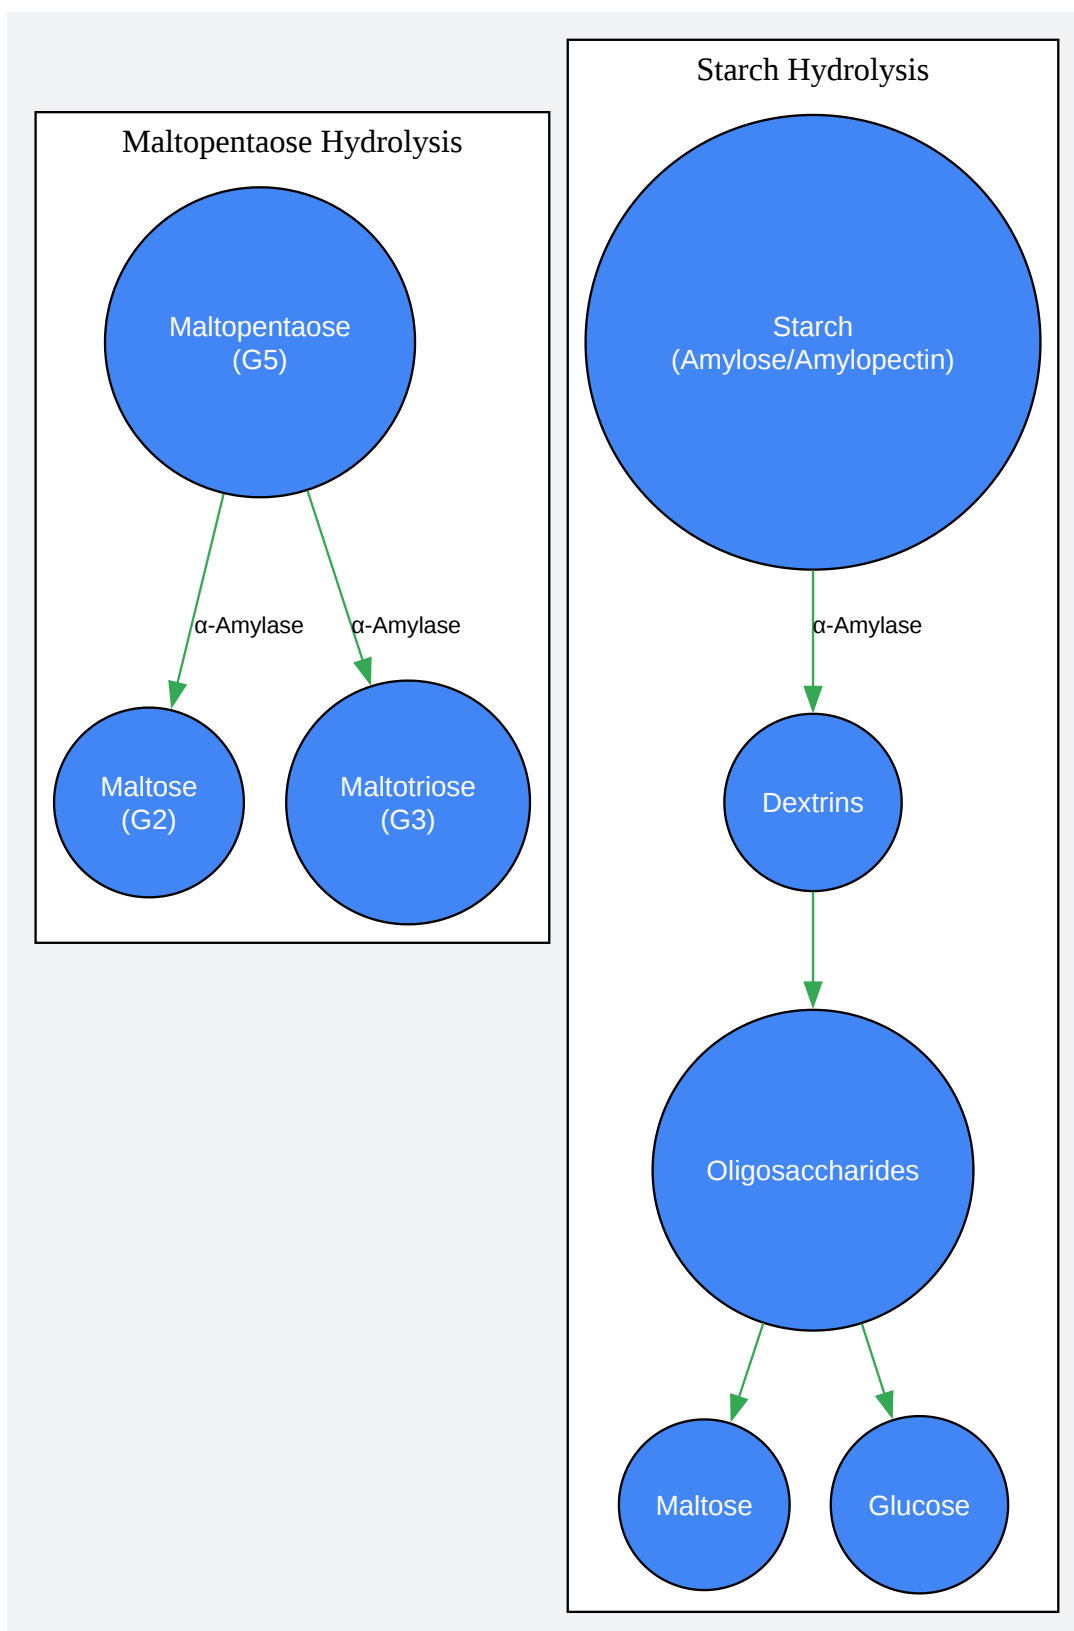 Maltopentaose Hydrolysis
Maltopentaose
(G5)
α-Amylase
α-Amylase
Maltose
(G2)
Maltotriose
(G3)
Starch Hydrolysis
Starch
(Amylose/Amylopectin)
α-Amylase
Dextrins
Oligosaccharides
Maltose
Glucose